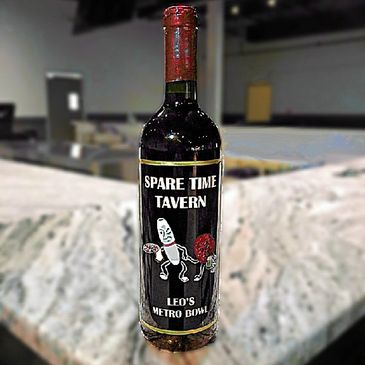 SPARE TIME
TAVERN
LEO'S
METRO BOWL